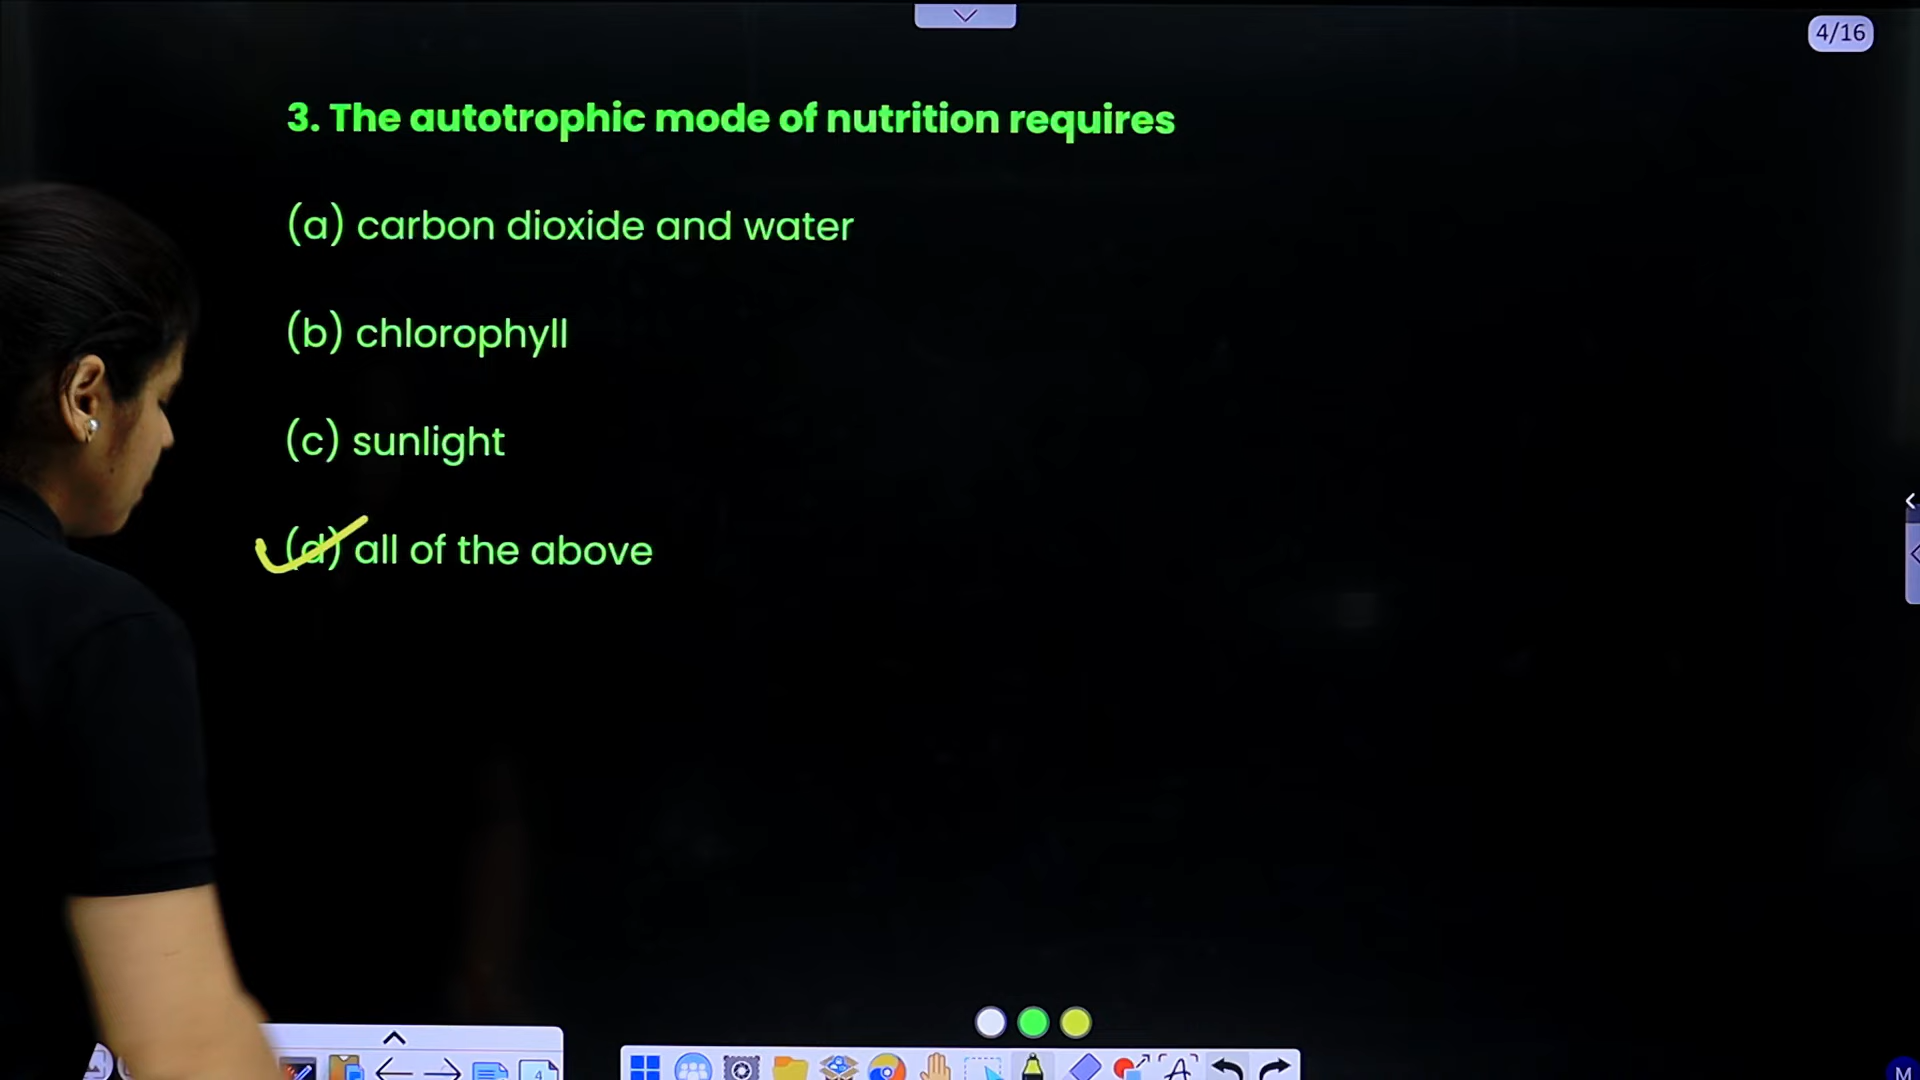 4/16
3. The autotrophic mode of nutrition requires
(a) carbon dioxide and water
(b) chlorophyll
(c) sunlight
(d) all of the above
4
M